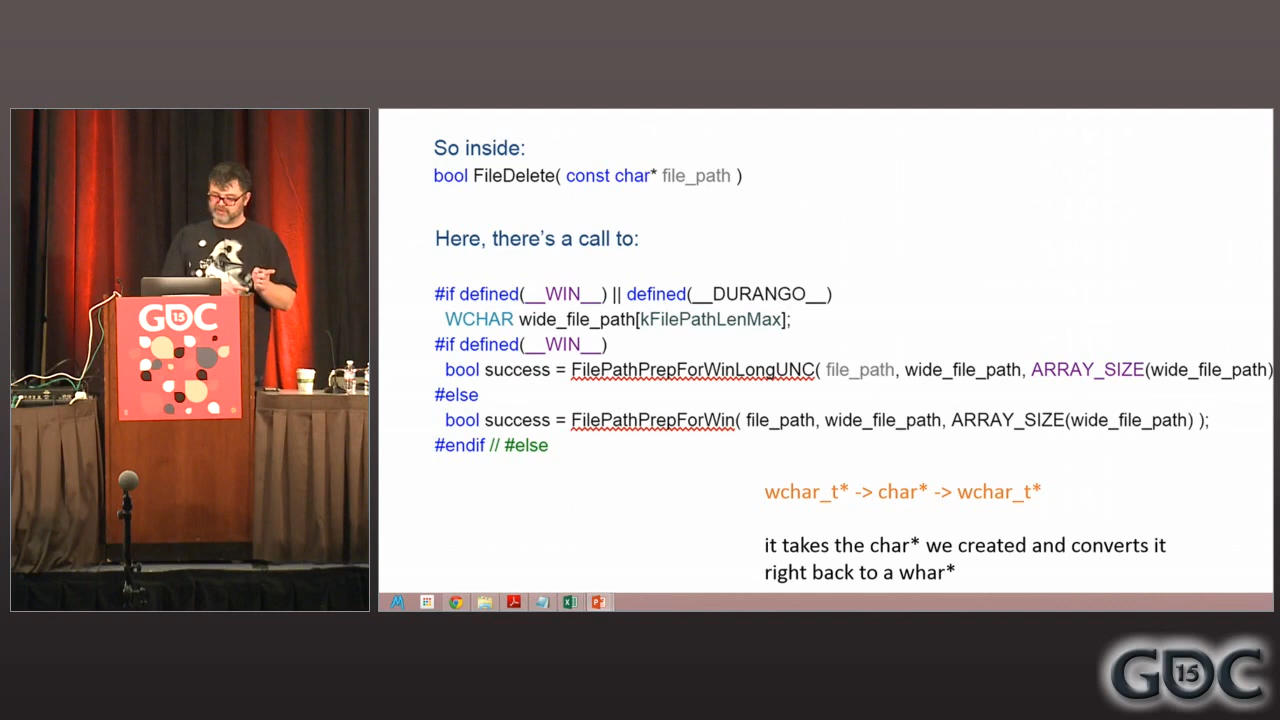 So inside:
bool FileDelete( const char* file_path )
Here, there's a call to:
#if defined(__WIN__) || defined(__DURANGO__)
WCHAR wide_file_path[kFilePathLenMax];
#if defined(__WIN__)
bool success = FilePathPrepForWinLongUNC( file_path, wide_file_path, ARRAY_SIZE(wide_file_path)
#else
bool success = FilePathPrepForWin( file_path, wide_file_path, ARRAY_SIZE(wide_file_path) );
#endif // #else
wchar_t* -> char* -> wchar_t*
it takes the char* we created and converts it
right back to a whar*
GDC
15
GDC
15